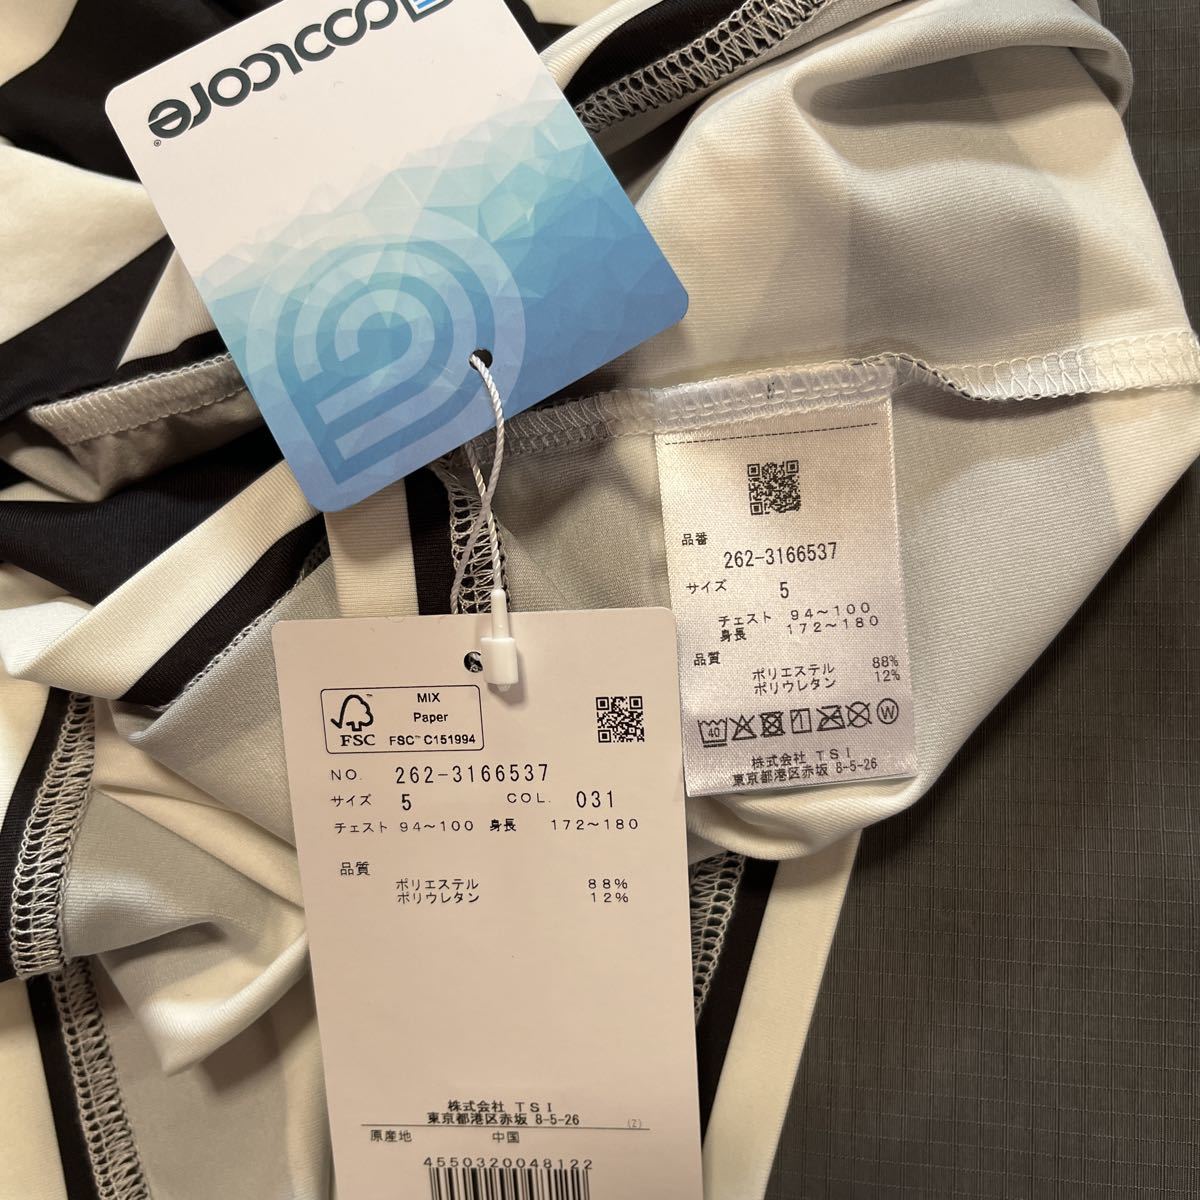 coolcore®
品番
262-3166537
サイズ 5
チェスト 94～100
身長 172～180
品質
ポリエステル 88%
ポリウレタン 12%
40 W
株式会社 TSI
東京都港区赤坂 8-5-26
FSC™
MIX
Paper
FSC™ C151994
NO. 262-3166537
サイズ 5 COL. 031
チェスト 94～100 身長 172～180
品質
ポリエステル 88%
ポリウレタン 12%
株式会社 TSI
東京都港区赤坂 8-5-26
(Z)
原産地 中国
4550320048122